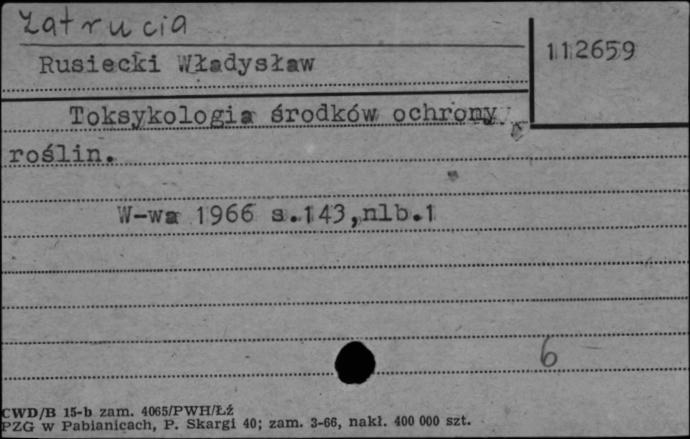 Zatrucia
Rusiecki Władysław
112659
Toksykologia środków ochrony
roślin.
W-wa 1966 s.143,nlb.1
6
CWD/B 15-b zam. 4065/PWH/Łź
PZG w Pabianicach, P. Skargi 40; zam. 3-66, nakł. 400 000 szt.